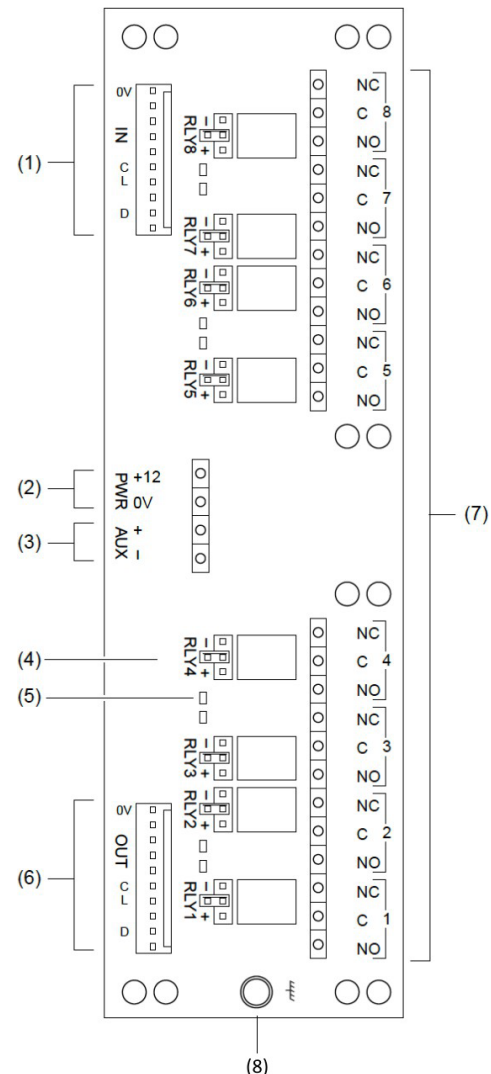 0V
IN
C
L
D
(1)
− RLY8 +
− RLY7 +
− RLY6 +
− RLY5 +
NC
C 8
NO
NC
C 7
NO
NC
C 6
NO
NC
C 5
NO
(2)
PWR
+12
0V
(3)
AUX
+
−
(7)
(4)
(5)
− RLY4 +
− RLY3 +
− RLY2 +
− RLY1 +
NC
C 4
NO
NC
C 3
NO
NC
C 2
NO
NC
C 1
NO
(6)
0V
OUT
C
L
D
(8)